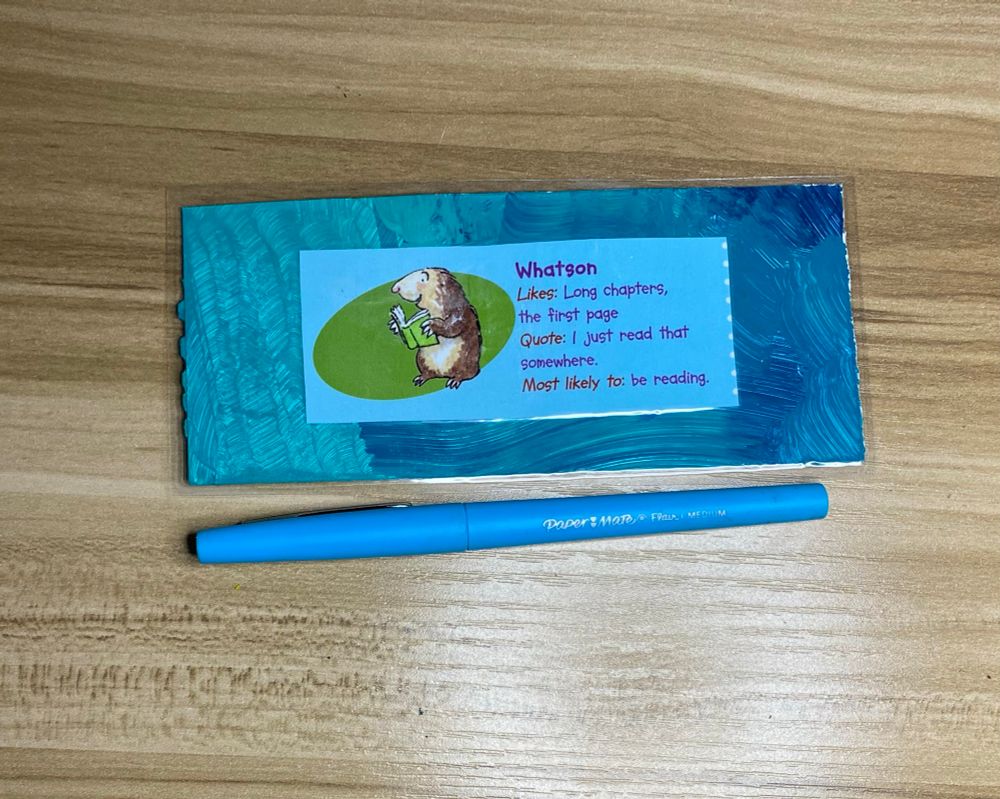 Whatson
Likes: Long chapters,
the first page
Quote: I just read that
somewhere.
Most likely to: be reading.
Paper Mate® Flair | MEDIUM